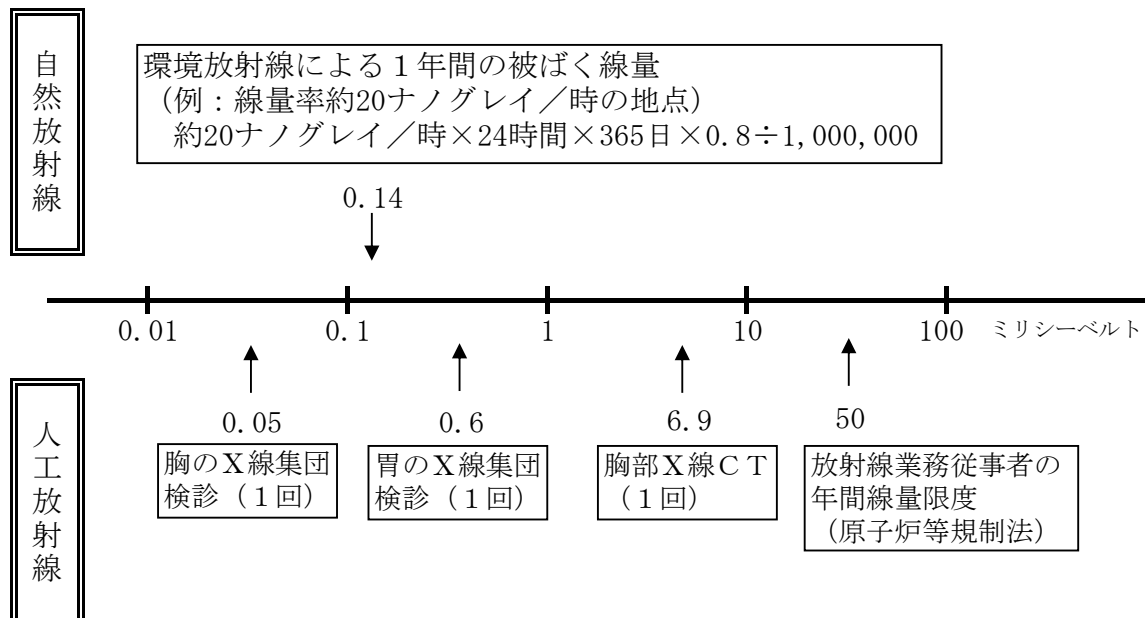 自然放射線
環境放射線による１年間の被ばく線量
（例：線量率約20ナノグレイ／時の地点）
約20ナノグレイ／時×24時間×365日×0.8÷1,000,000
0.14
0.01
0.1
1
10
100
ミリシーベルト
人工放射線
0.05
胸のＸ線集団
検診（１回）
0.6
胃のＸ線集団
検診（１回）
6.9
胸部Ｘ線ＣＴ
（１回）
50
放射線業務従事者の
年間線量限度
（原子炉等規制法）